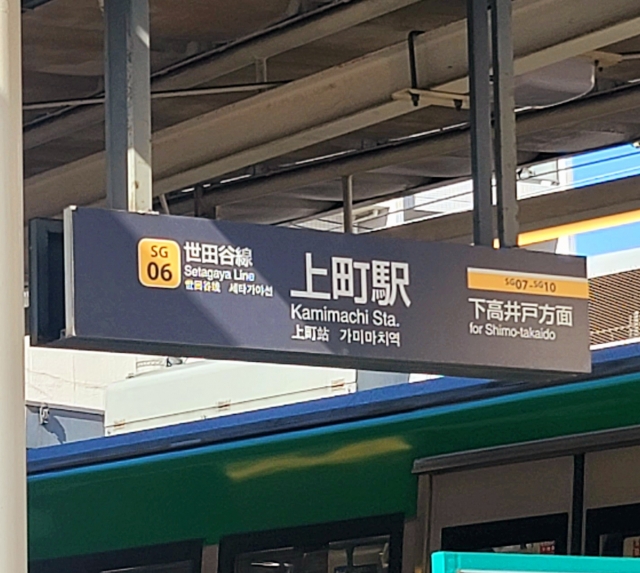 SG
06
世田谷線
Setagaya Line
世田谷线 세타가야선
上町駅
Kamimachi Sta.
上町站 가미마치역
SG07-SG10
下高井戸方面
for Shimo-takaido